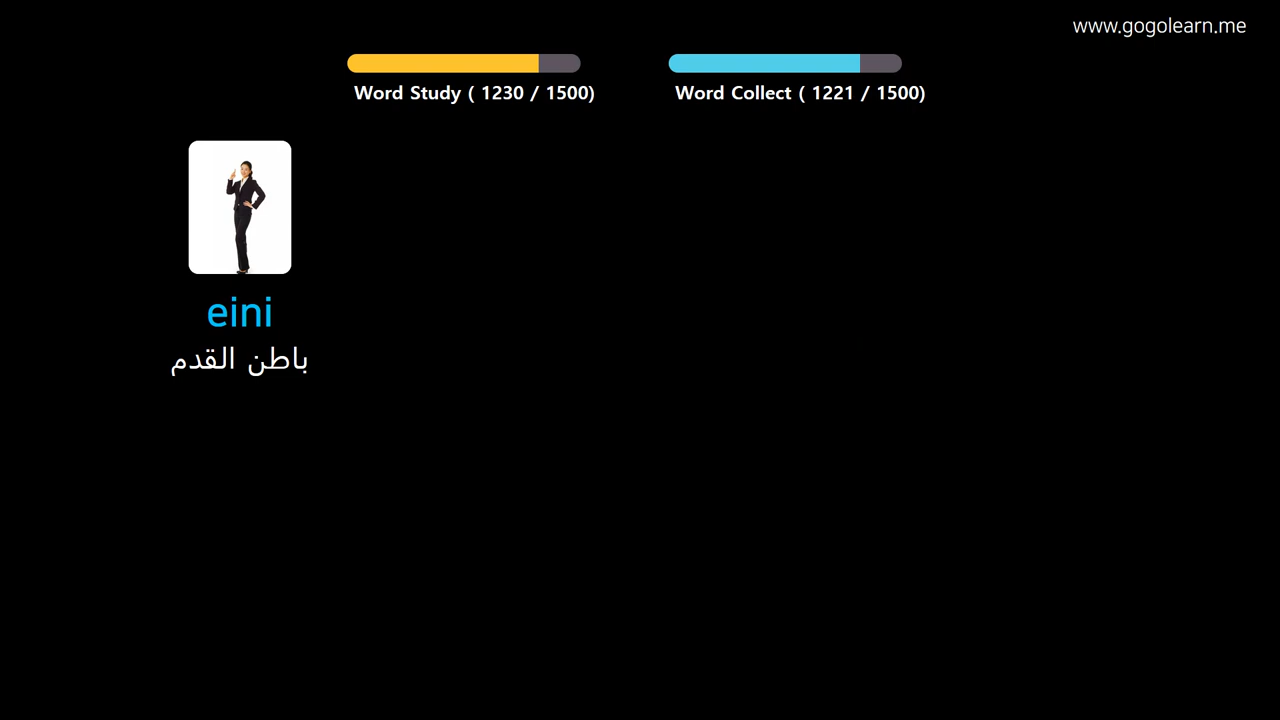 www.gogolearn.me
Word Study ( 1230 / 1500)
Word Collect ( 1221 / 1500)
eini
باطن القدم